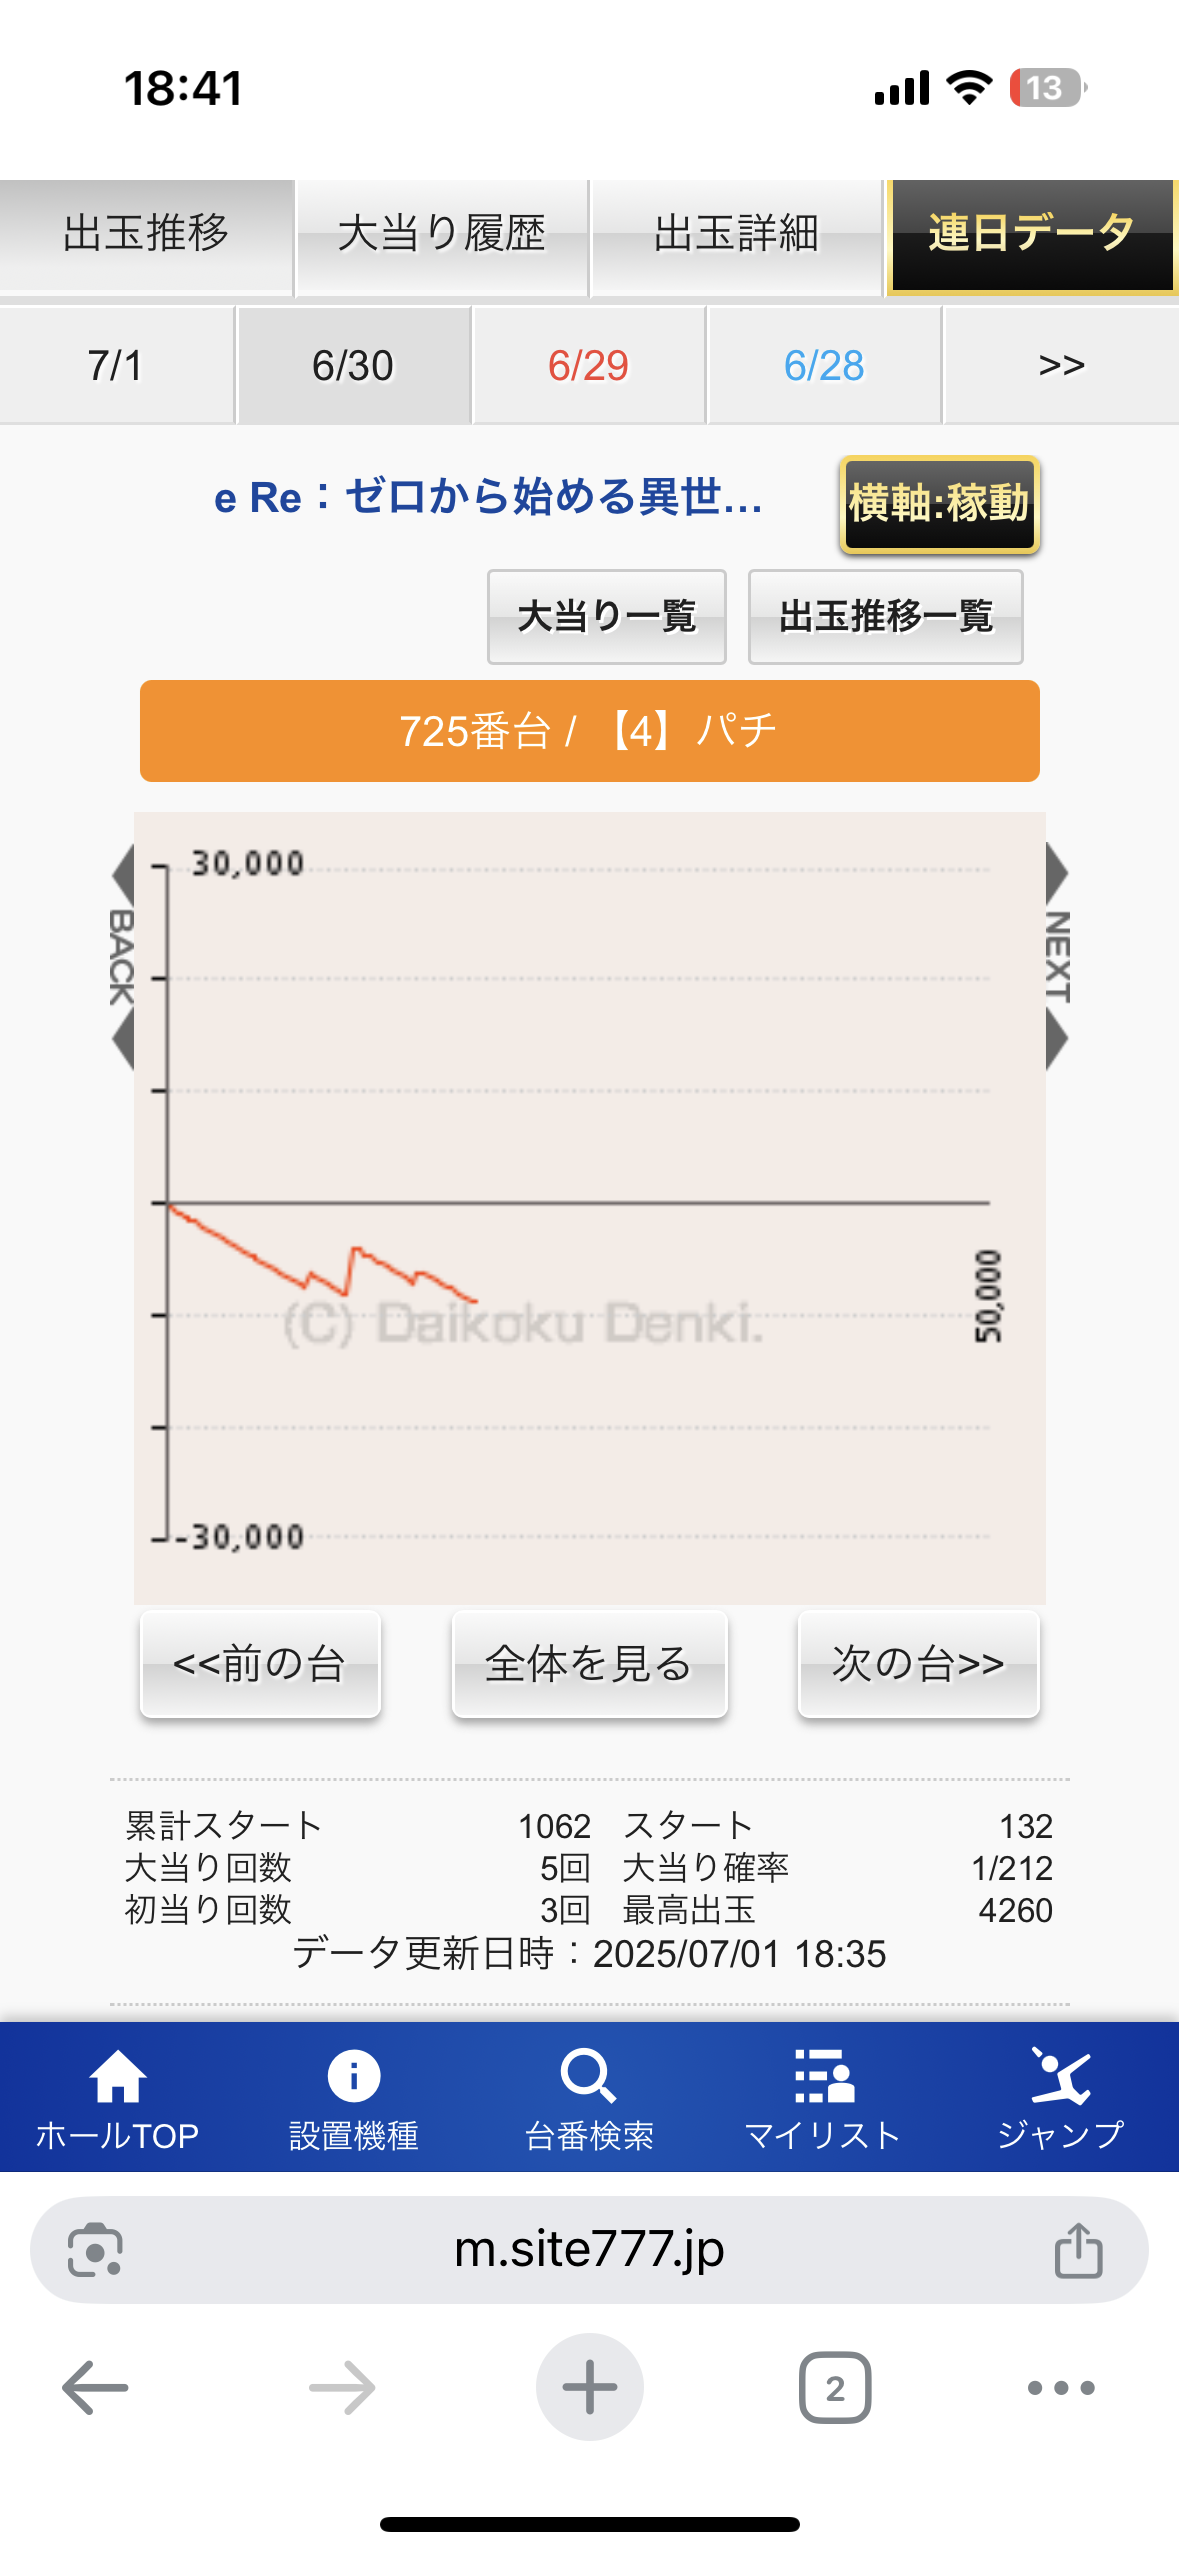 18:41
13
出玉推移 大当り履歴 出玉詳細 連日データ
7/1 6/30 6/29 6/28 >>
e Re：ゼロから始める異世... 横軸:稼動
大当り一覧 出玉推移一覧
725番台 / 【4】パチ
30,000
BACK
NEXT
50,000
(C) Daikoku Denki.
-30,000
<<前の台 全体を見る 次の台>>
累計スタート 1062 スタート 132
大当り回数 5回 大当り確率 1/212
初当り回数 3回 最高出玉 4260
データ更新日時：2025/07/01 18:35
ホールTOP 設置機種 台番検索 マイリスト ジャンプ
m.site777.jp
2